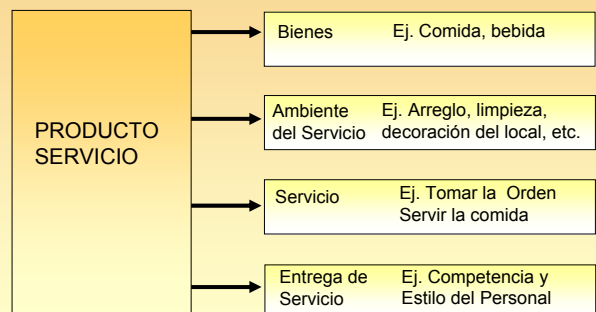 PRODUCTO
SERVICIO
Bienes Ej. Comida, bebida
Ambiente Ej. Arreglo, limpieza,
del Servicio decoración del local, etc.
Servicio Ej. Tomar la Orden
Servir la comida
Entrega de Ej. Competencia y
Servicio Estilo del Personal